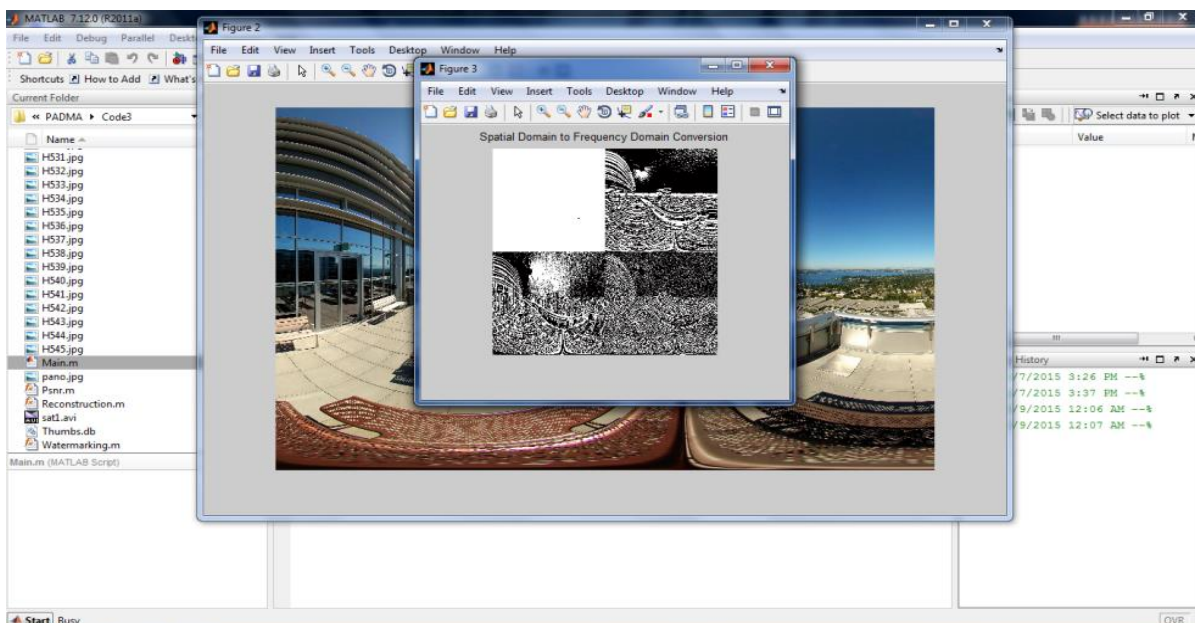 MATLAB 7.12.0 (R2011a)
File Edit Debug Parallel Deskt
Shortcuts How to Add What's
Current Folder
« PADMA Code3
Name
H531.jpg
H532.jpg
H533.jpg
H534.jpg
H535.jpg
H536.jpg
H537.jpg
H538.jpg
H539.jpg
H540.jpg
H541.jpg
H542.jpg
H543.jpg
H544.jpg
H545.jpg
Main.m
pano.jpg
Psnr.m
Reconstruction.m
sat1.avi
Thumbs.db
Watermarking.m
Main.m (MATLAB Script)
Figure 2
File Edit View Insert Tools Desktop Window Help
Figure 3
File Edit View Insert Tools Desktop Window Help
Spatial Domain to Frequency Domain Conversion
Select data to plot
Value
History
/7/2015 3:26 PM --%
/7/2015 3:37 PM --%
/9/2015 12:06 AM --%
/9/2015 12:07 AM --%
Start Busy
OVR